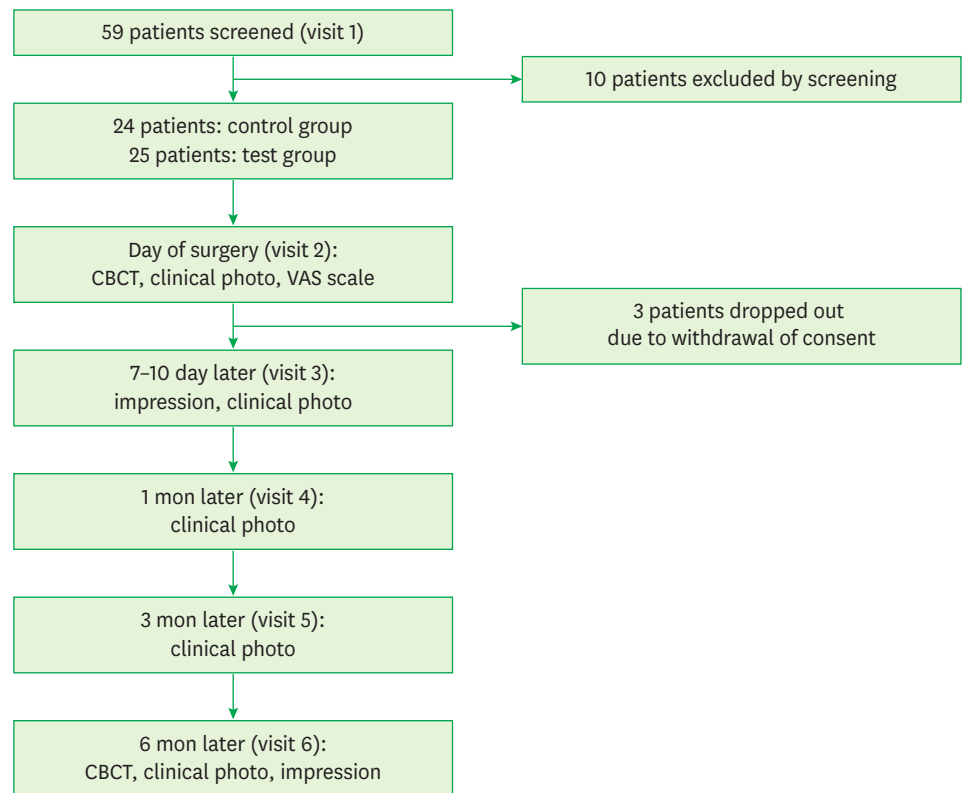 59 patients screened (visit 1)
10 patients excluded by screening
24 patients: control group
25 patients: test group
Day of surgery (visit 2):
CBCT, clinical photo, VAS scale
3 patients dropped out
due to withdrawal of consent
7–10 day later (visit 3):
impression, clinical photo
1 mon later (visit 4):
clinical photo
3 mon later (visit 5):
clinical photo
6 mon later (visit 6):
CBCT, clinical photo, impression